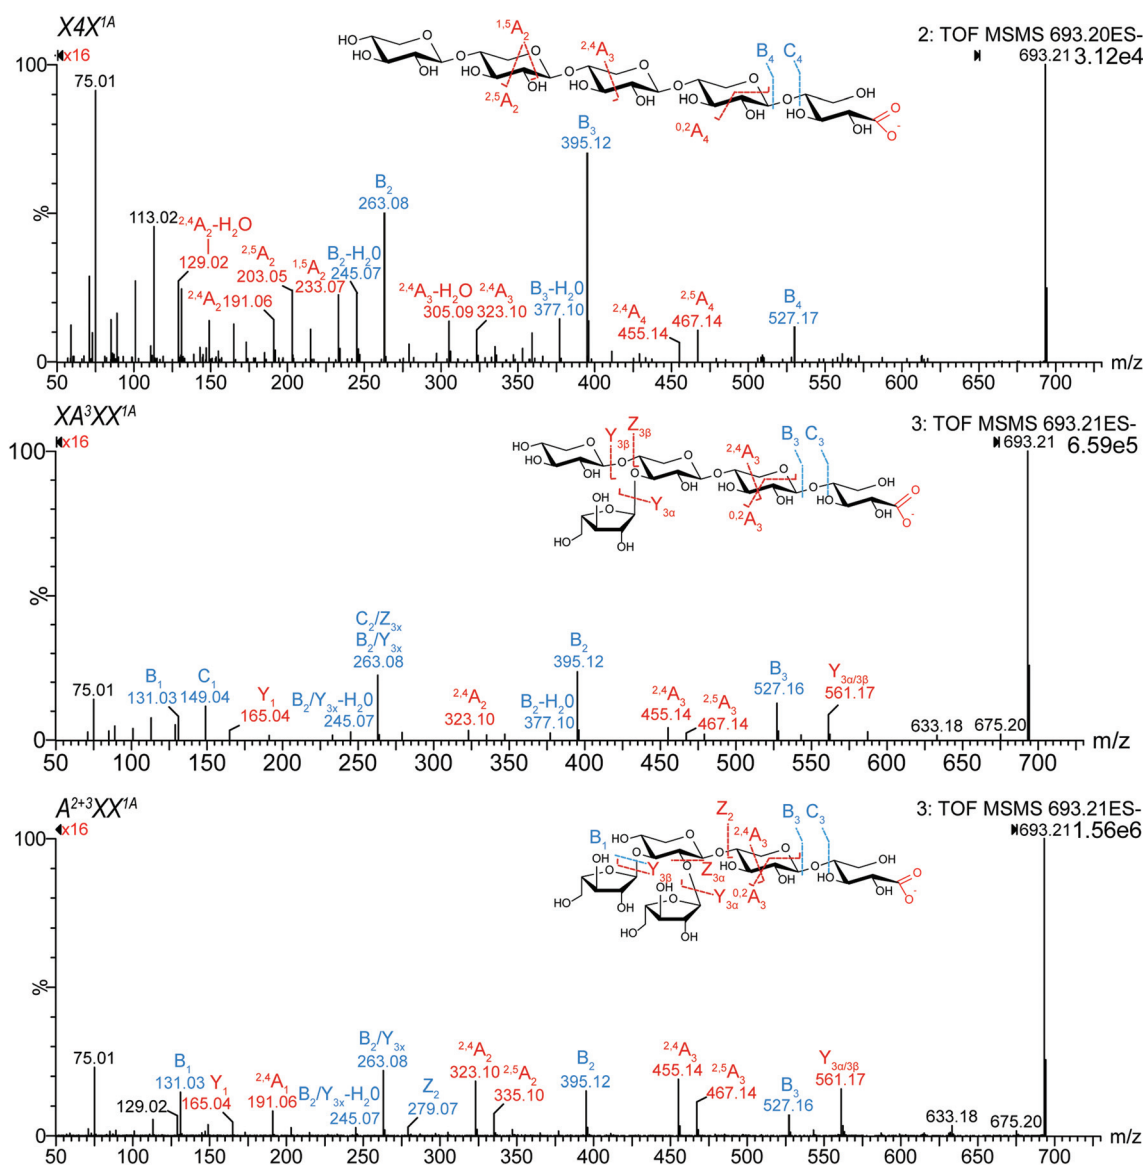 X4X^1A
x16
2: TOF MSMS 693.20ES-
693.21 3.12e4
100
%
0
75.01
113.02
2,4A2-H2O
129.02
2,4A2 191.06
2,5A2
203.05
1,5A2
233.07
B2-H20
245.07
B2
263.08
2,4A3-H2O
305.09
2,4A3
323.10
B3-H20
377.10
B3
395.12
2,4A4
455.14
2,5A4
467.14
B4
527.17
1,5A2
2,5A2
2,4A3
0,2A4
B4 C4
HO
HO
OH
O
O-
50 100 150 200 250 300 350 400 450 500 550 600 650 700 m/z
XA^3XX^1A
x16
3: TOF MSMS 693.21ES-
693.21 6.59e5
100
%
0
75.01
B1
131.03
C1
149.04
Y1
165.04
B2/Y3x-H20
245.07
C2/Z3x
B2/Y3x
263.08
2,4A2
323.10
B2-H20
377.10
B2
395.12
2,4A3
455.14
2,5A3
467.14
B3
527.16
Y3α/3β
561.17
633.18
675.20
Y3β
Z3β
Y3α
2,4A3
0,2A3
B3 C3
50 100 150 200 250 300 350 400 450 500 550 600 650 700 m/z
A^2+3XX^1A
x16
3: TOF MSMS 693.21ES-
693.21 1.56e6
100
%
0
75.01
129.02
B1
131.03
Y1
165.04
2,4A1
191.06
B2/Y3x-H20
245.07
B2/Y3x
263.08
Z2
279.07
2,4A2
323.10
2,5A2
335.10
B2
395.12
2,4A3
455.14
2,5A3
467.14
B3
527.16
Y3α/3β
561.17
633.18
675.20
B1
Y3β
Z3α
Y3α
Z2
2,4A3
0,2A3
B3 C3
50 100 150 200 250 300 350 400 450 500 550 600 650 700 m/z